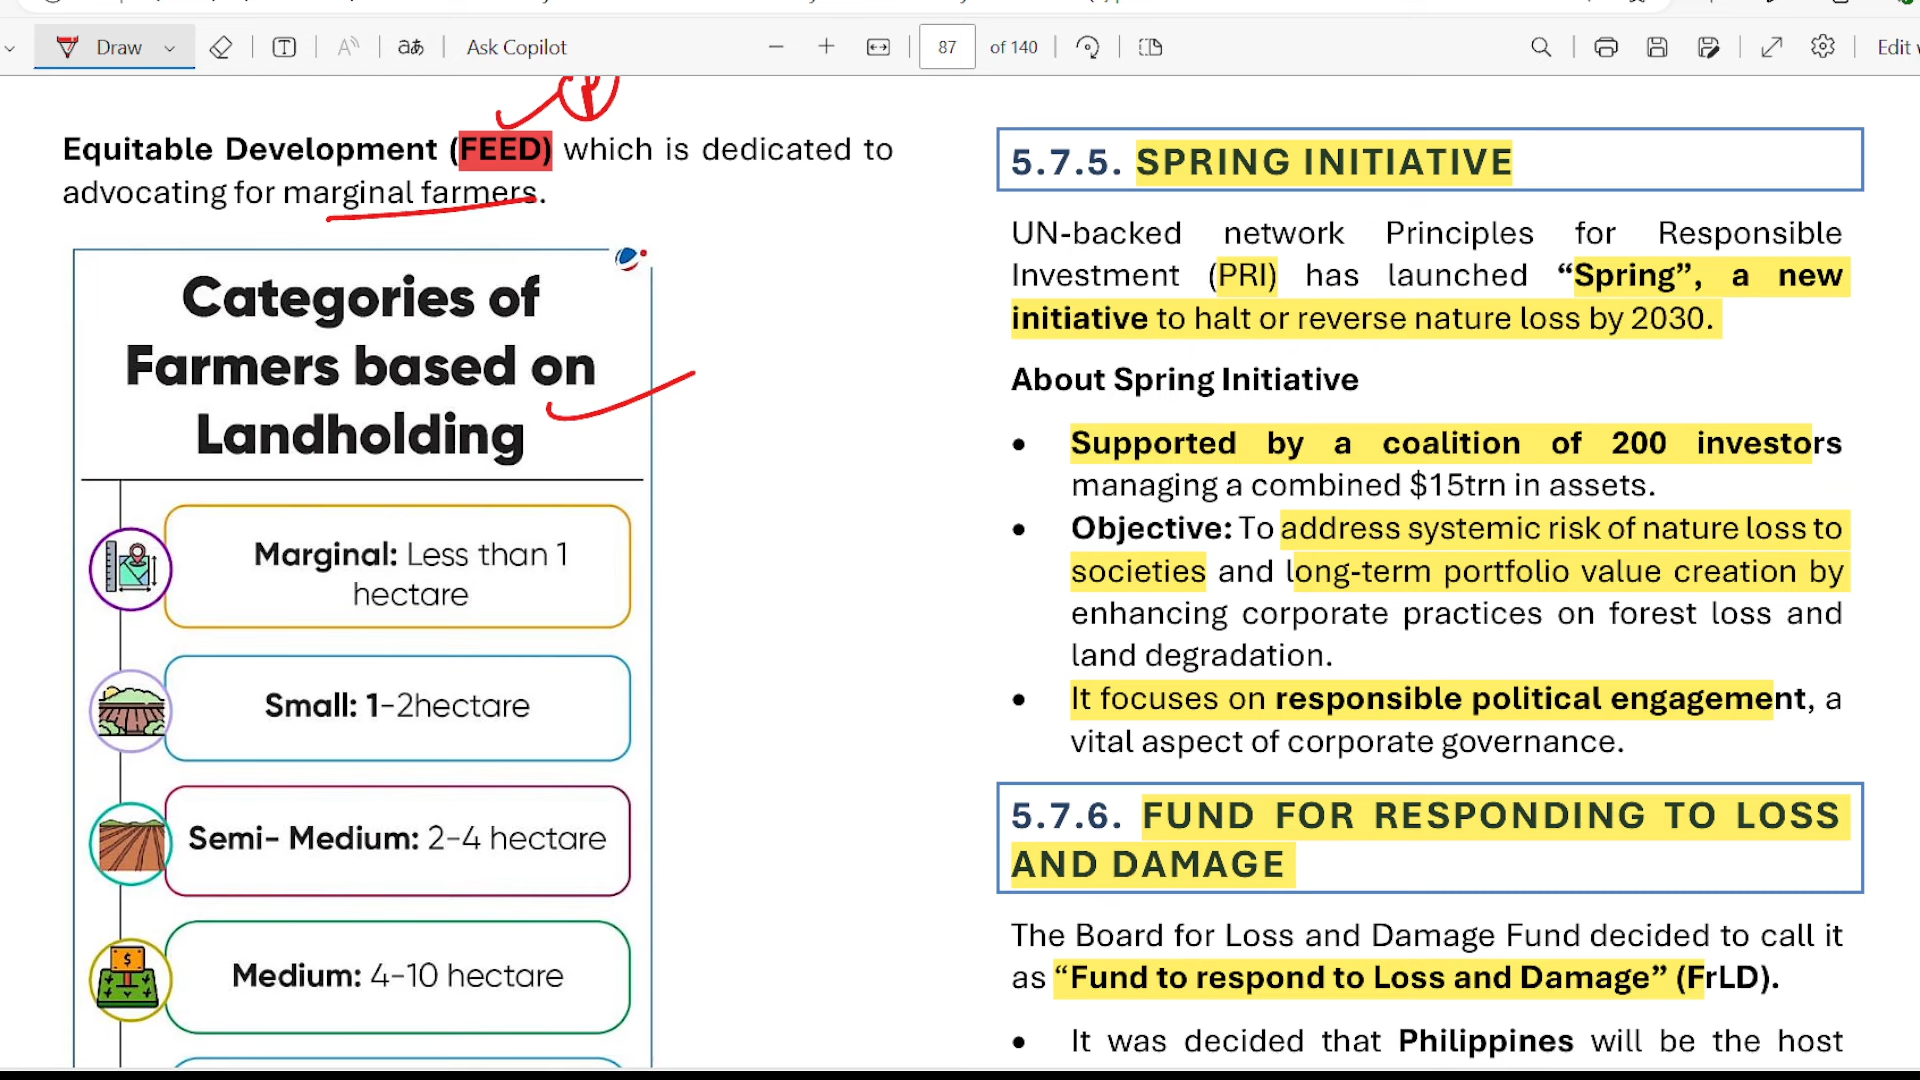 Draw
Ask Copilot
87 of 140
Edit
Equitable Development (FEED) which is dedicated to
advocating for marginal farmers.
Categories of
Farmers based on
Landholding
Marginal: Less than 1
hectare
Small: 1-2hectare
Semi- Medium: 2-4 hectare
Medium: 4-10 hectare
5.7.5. SPRING INITIATIVE
UN-backed network Principles for Responsible
Investment (PRI) has launched “Spring”, a new
initiative to halt or reverse nature loss by 2030.
About Spring Initiative
• Supported by a coalition of 200 investors
managing a combined $15trn in assets.
• Objective: To address systemic risk of nature loss to
societies and long-term portfolio value creation by
enhancing corporate practices on forest loss and
land degradation.
• It focuses on responsible political engagement, a
vital aspect of corporate governance.
5.7.6. FUND FOR RESPONDING TO LOSS
AND DAMAGE
The Board for Loss and Damage Fund decided to call it
as “Fund to respond to Loss and Damage” (FrLD).
• It was decided that Philippines will be the host